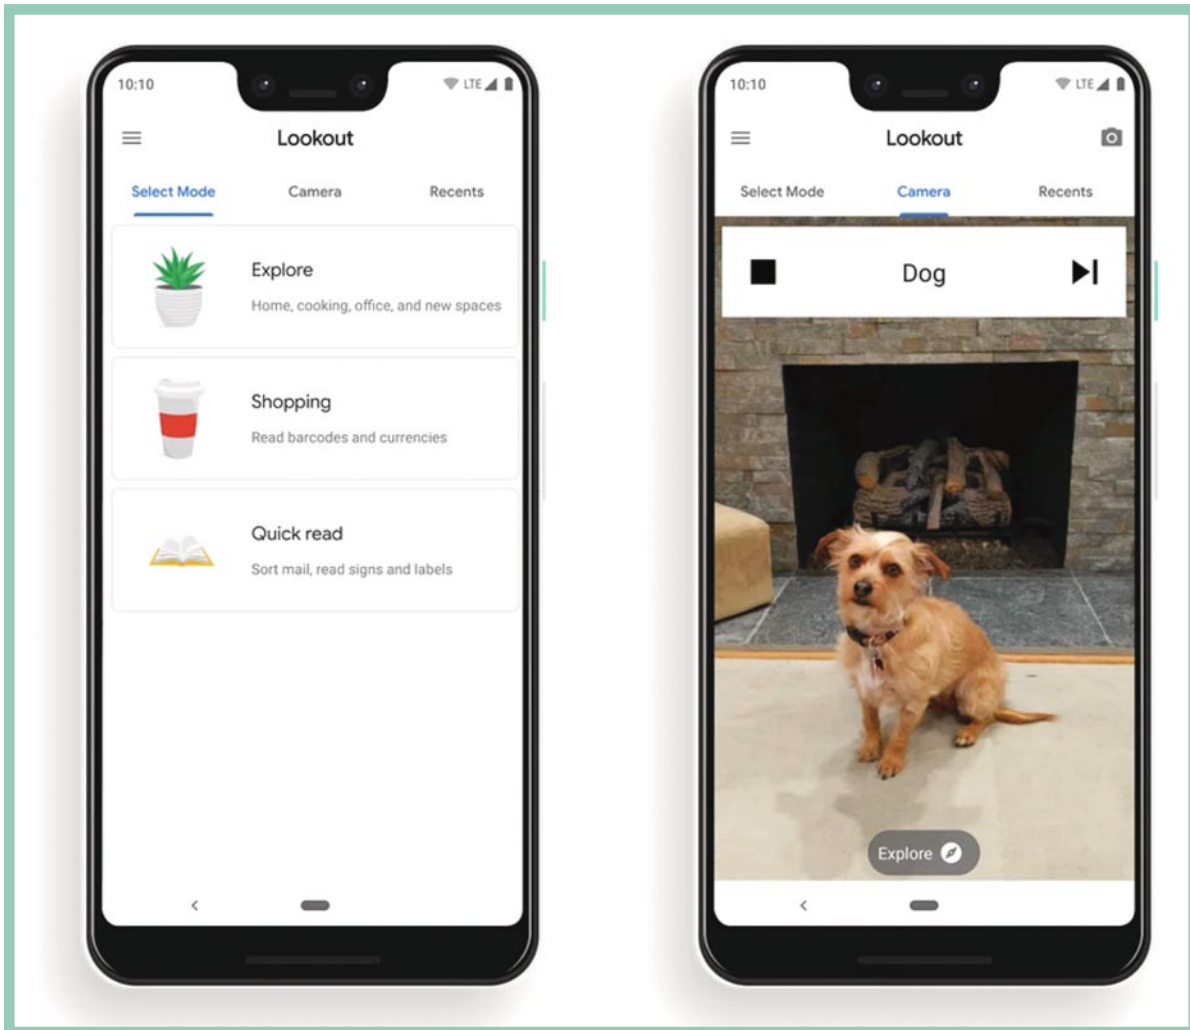 10:10
LTE
Lookout
Select Mode Camera Recents
Explore
Home, cooking, office, and new spaces
Shopping
Read barcodes and currencies
Quick read
Sort mail, read signs and labels
10:10
LTE
Lookout
Select Mode Camera Recents
Dog
Explore